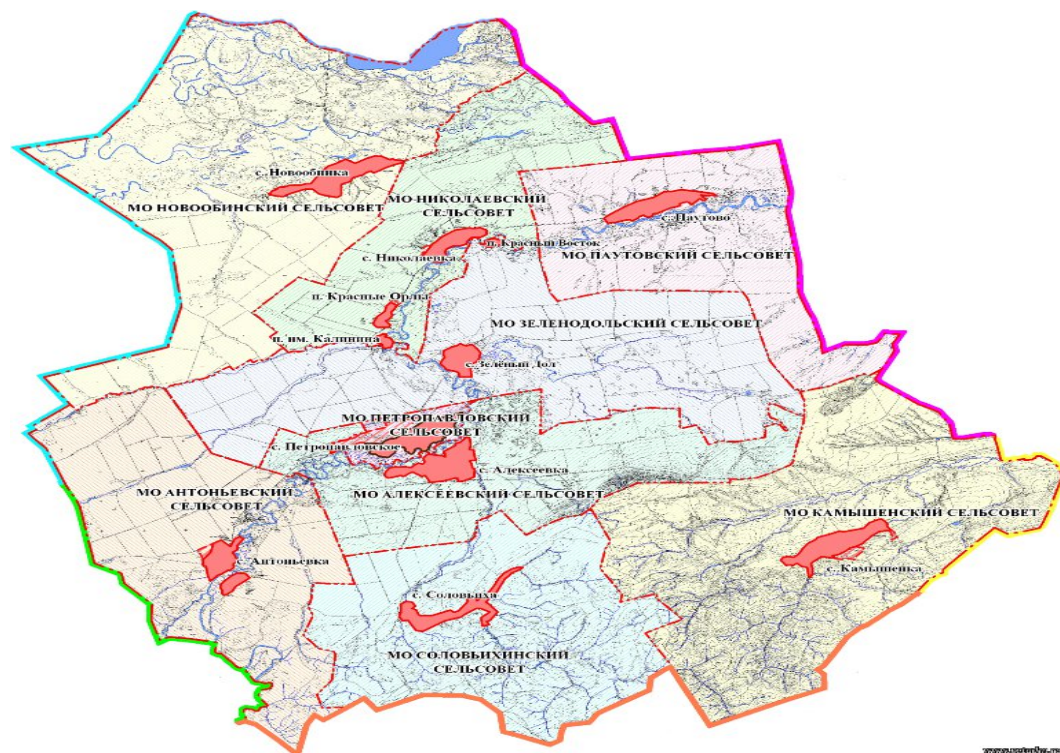 с. Новообинка
МО НОВООБИНСКИЙ СЕЛЬСОВЕТ
МО НИКОЛАЕВСКИЙ
СЕЛЬСОВЕТ
с. Паутово
п. Красный Восток
с. Николаевка
МО ПАУТОВСКИЙ СЕЛЬСОВЕТ
п. Красные Орлы
МО ЗЕЛЕНОДОЛЬСКИЙ СЕЛЬСОВЕТ
п. им. Калинина
с. Зелёный Дол
МО ПЕТРОПАВЛОВСКИЙ
СЕЛЬСОВЕТ
с. Петропавловское
с. Алексеевка
МО АНТОНЬЕВСКИЙ
СЕЛЬСОВЕТ
МО АЛЕКСЕЕВСКИЙ СЕЛЬСОВЕТ
МО КАМЫШЕНСКИЙ СЕЛЬСОВЕТ
с. Антоньевка
с. Камышенка
с. Соловьиха
МО СОЛОВЬИХИНСКИЙ
СЕЛЬСОВЕТ